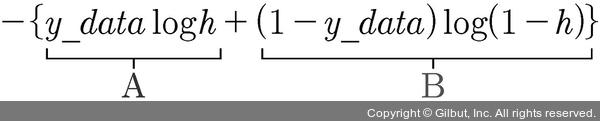 −{y_data logh + (1 − y_data) log(1 − h)}
A B
Copyright © Gilbut, Inc. All rights reserved.